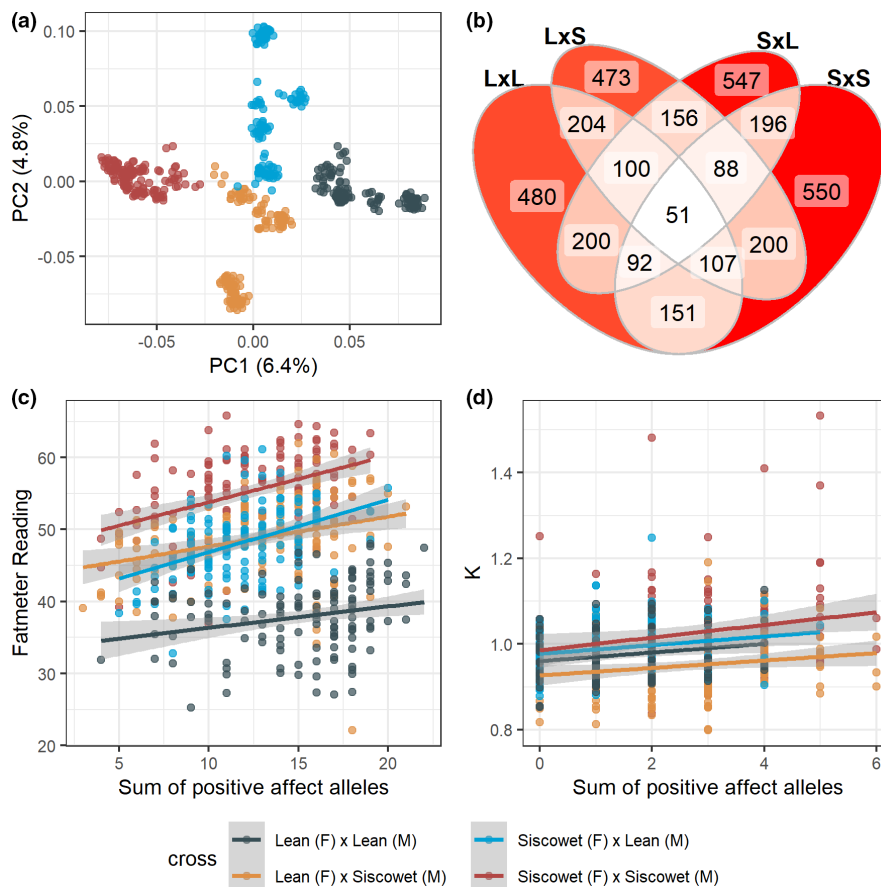 (a)
0.10
0.05
0.00
-0.05
PC2 (4.8%)
-0.05
0.00
0.05
PC1 (6.4%)
(b)
LxS
SxL
LxL
SxS
473
547
204
156
196
100
88
480
550
51
200
200
92
107
151
(c)
60
50
40
30
20
Fatmeter Reading
5
10
15
20
Sum of positive affect alleles
(d)
1.4
1.2
1.0
0.8
K
0
2
4
6
Sum of positive affect alleles
cross
Lean (F) x Lean (M)
Siscowet (F) x Lean (M)
Lean (F) x Siscowet (M)
Siscowet (F) x Siscowet (M)